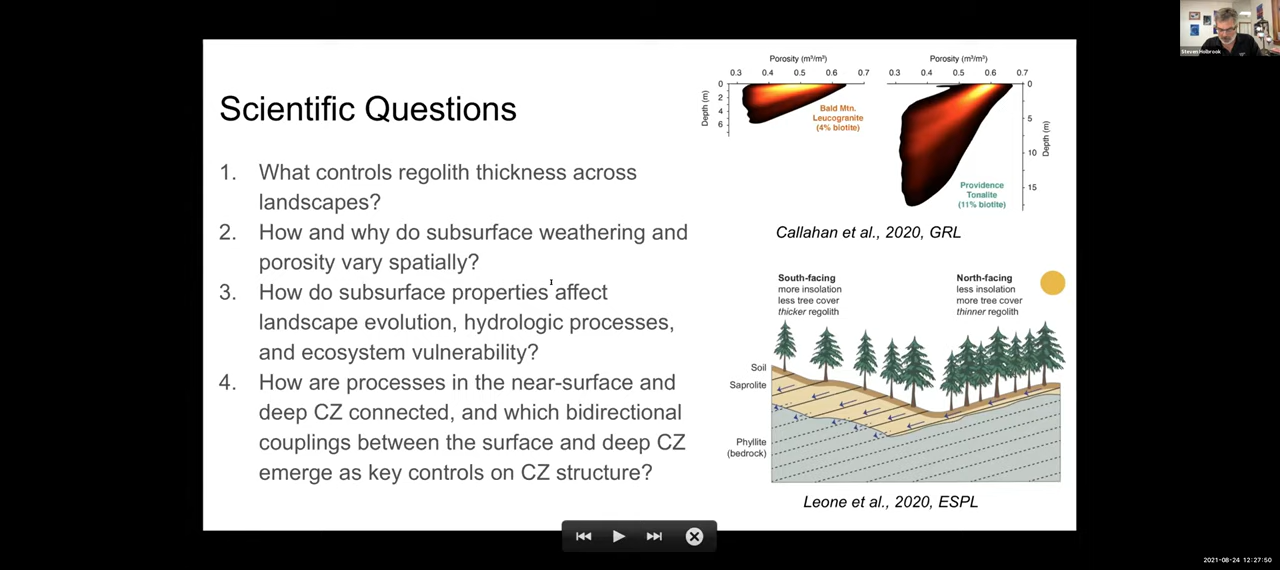 Scientific Questions
1. What controls regolith thickness across
landscapes?
2. How and why do subsurface weathering and
porosity vary spatially?
3. How do subsurface properties affect
landscape evolution, hydrologic processes,
and ecosystem vulnerability?
4. How are processes in the near-surface and
deep CZ connected, and which bidirectional
couplings between the surface and deep CZ
emerge as key controls on CZ structure?
Porosity (m³/m³)
0.3 0.4 0.5 0.6 0.7
Depth (m)
0
2
4
6
Bald Mtn.
Leucogranite
(4% biotite)
Porosity (m³/m³)
0.3 0.4 0.5 0.6 0.7
0
5
10
15
Depth (m)
Providence
Tonalite
(11% biotite)
Callahan et al., 2020, GRL
South-facing
more insolation
less tree cover
thicker regolith
North-facing
less insolation
more tree cover
thinner regolith
Soil
Saprolite
Phyllite
(bedrock)
Leone et al., 2020, ESPL
Steven Holbrook
2021-08-24 12:27:50